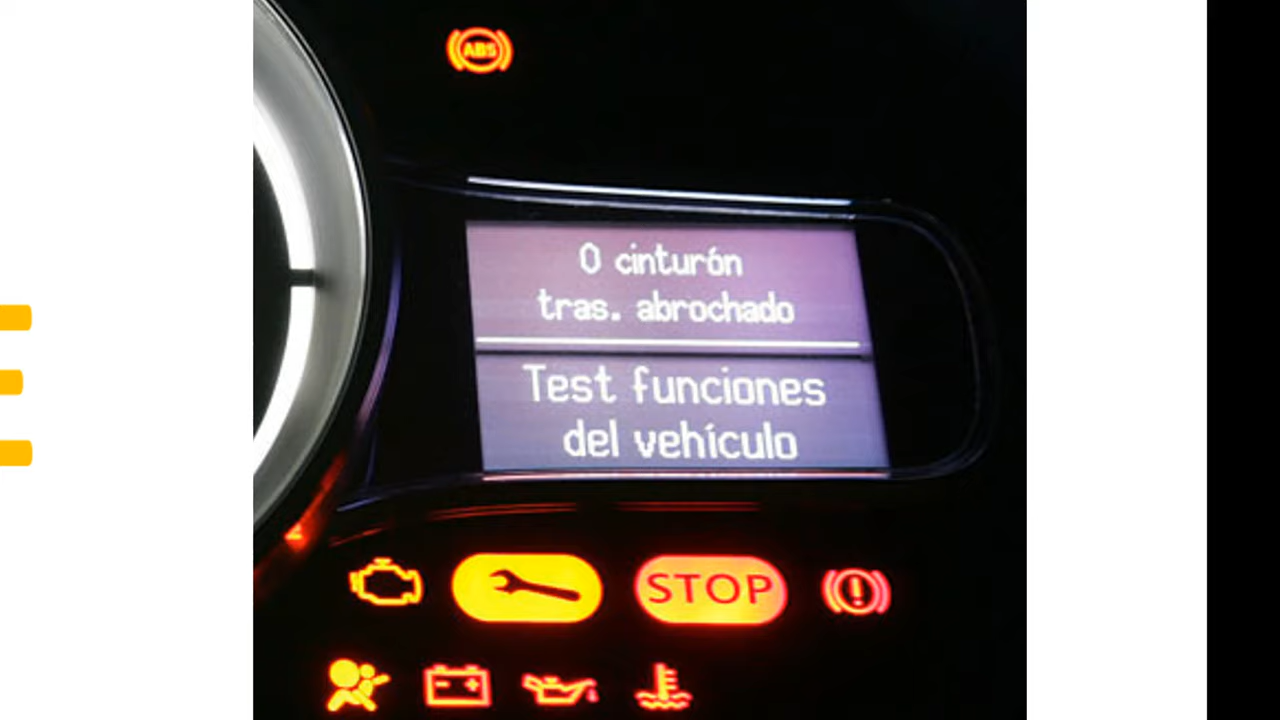 ABS
0 cinturón
tras. abrochado
Test funciones
del vehículo
STOP